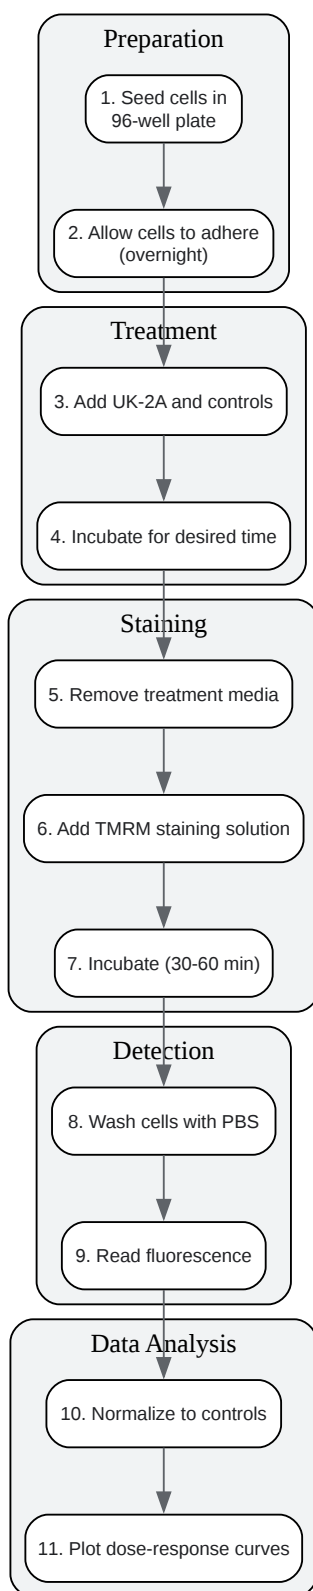 Preparation
1. Seed cells in
96-well plate
2. Allow cells to adhere
(overnight)
Treatment
3. Add UK-2A and controls
4. Incubate for desired time
Staining
5. Remove treatment media
6. Add TMRM staining solution
7. Incubate (30-60 min)
Detection
8. Wash cells with PBS
9. Read fluorescence
Data Analysis
10. Normalize to controls
11. Plot dose-response curves